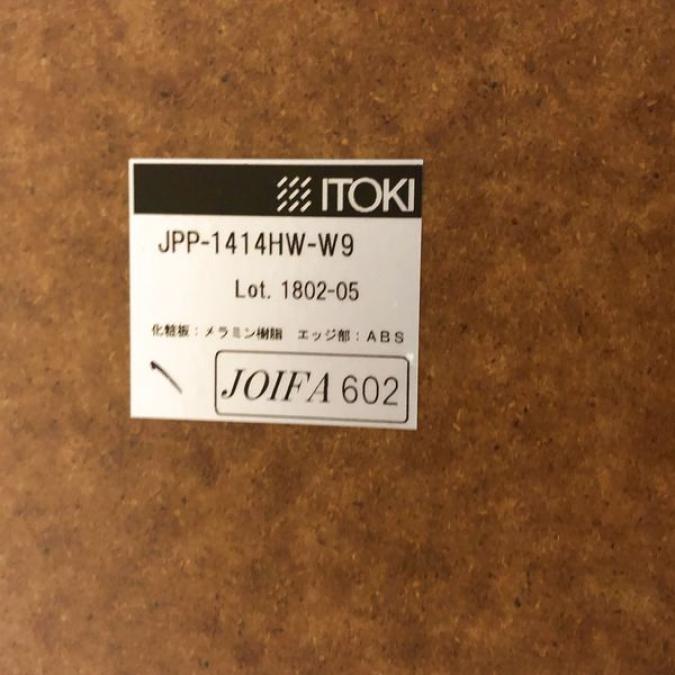 ITOKI
JPP-1414HW-W9
Lot. 1802-05
化粧板：メラミン樹脂　エッジ部：ABS
JOIFA 602